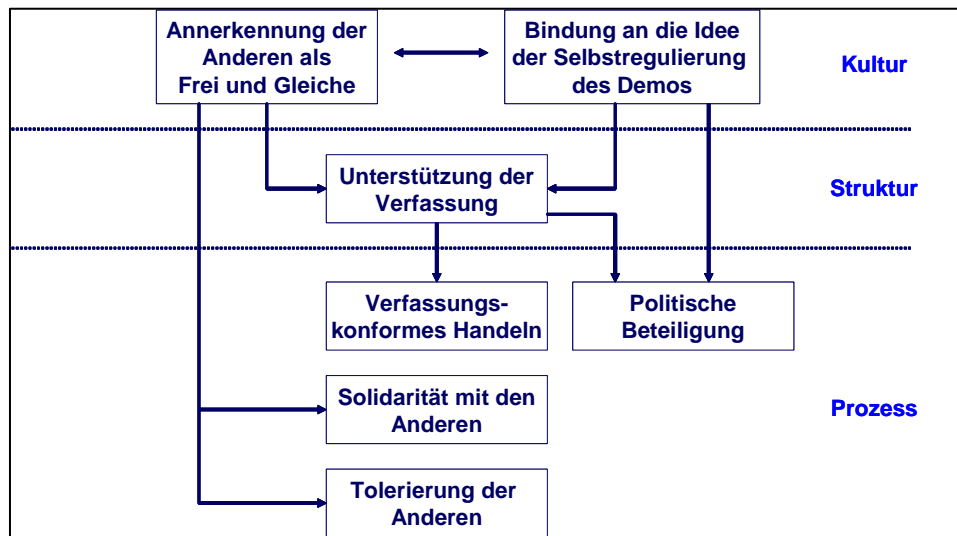 Annerkennung der
Anderen als
Frei und Gleiche
Bindung an die Idee
der Selbstregulierung
des Demos
Kultur
Unterstützung der
Verfassung
Struktur
Verfassungs-
konformes Handeln
Politische
Beteiligung
Solidarität mit den
Anderen
Prozess
Tolerierung der
Anderen